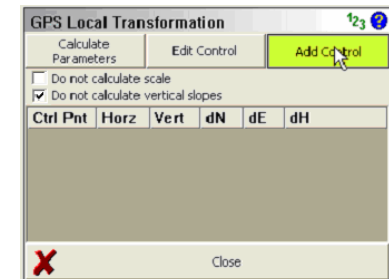 GPS Local Transformation 123 ?
Calculate
Parameters
Edit Control
Add Control
Do not calculate scale
Do not calculate vertical slopes
Ctrl Pnt Horz Vert dN dE dH
Close